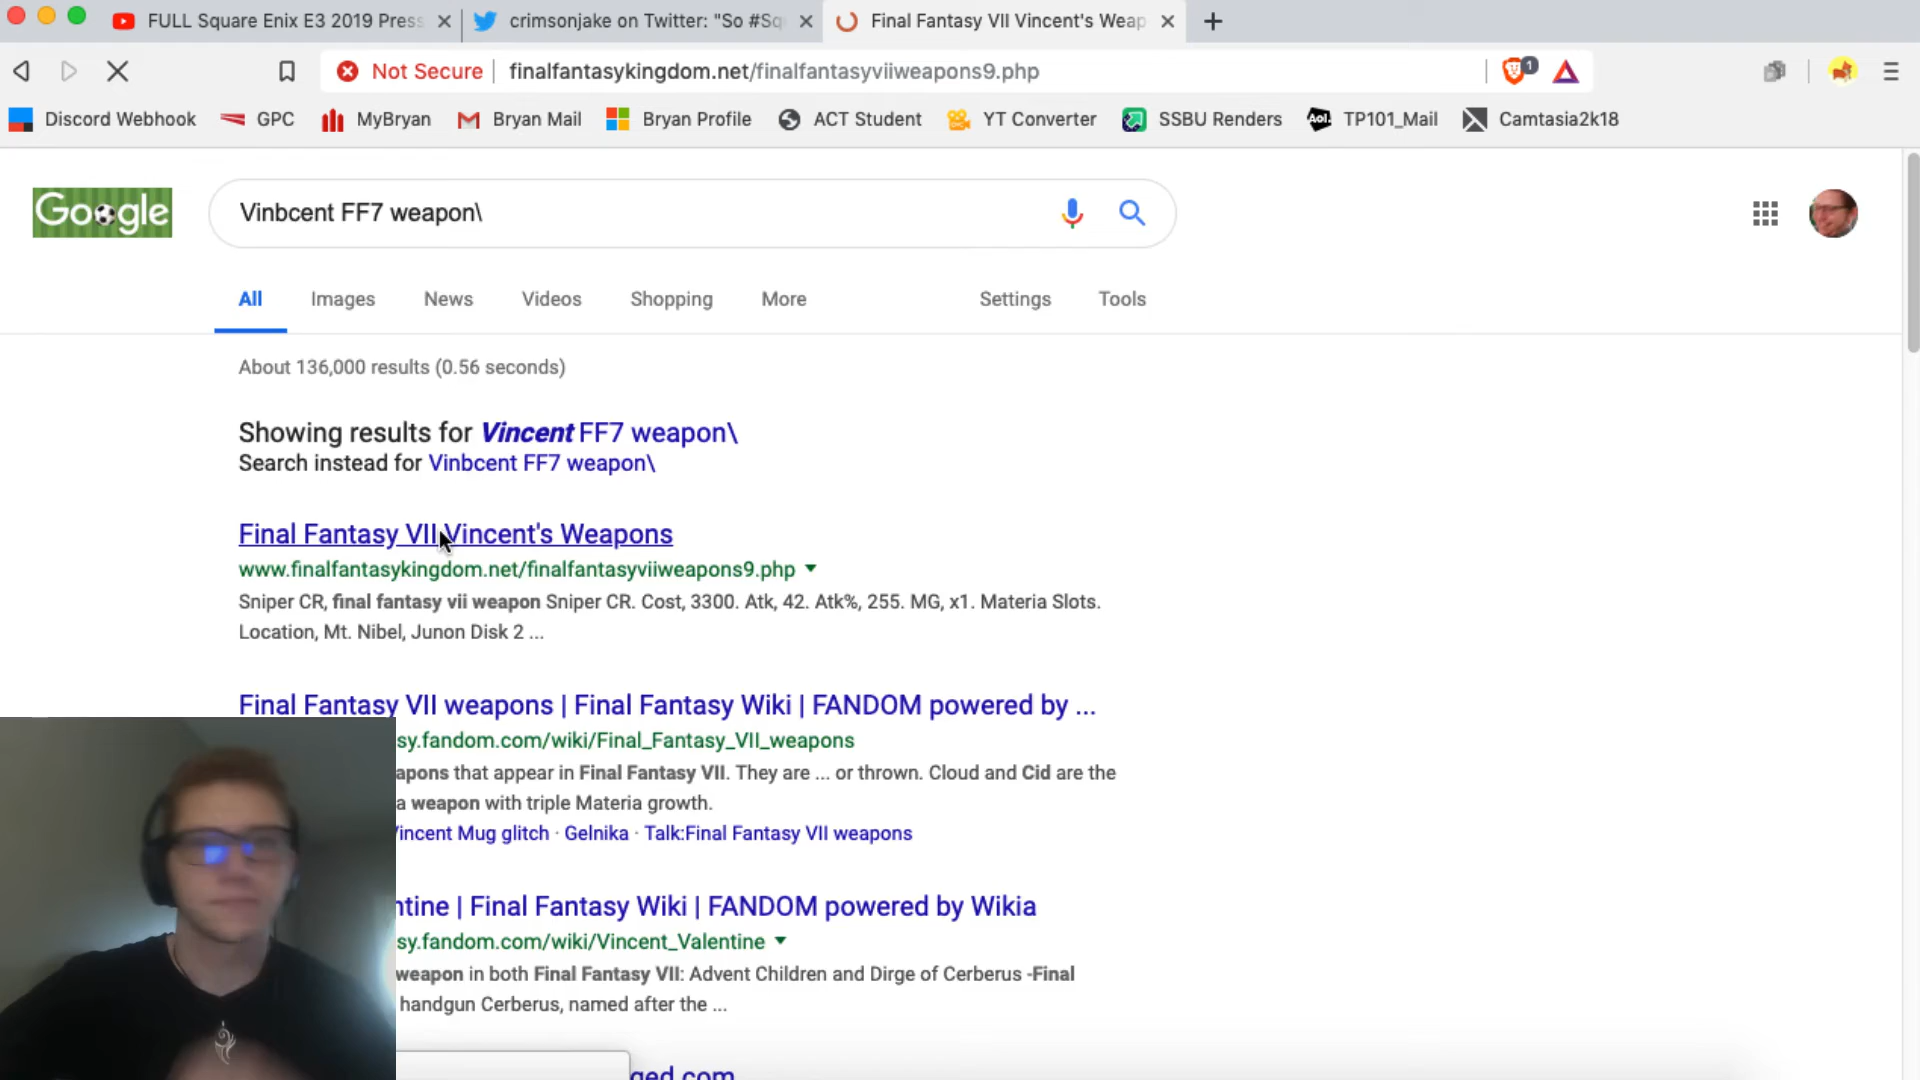 FULL Square Enix E3 2019 Press
crimsonjake on Twitter: "So #Sq
Final Fantasy VII Vincent's Weap
Not Secure
finalfantasykingdom.net/finalfantasyviiweapons9.php
1
Discord Webhook
GPC
MyBryan
Bryan Mail
Bryan Profile
ACT Student
YT Converter
SSBU Renders
Aol.
TP101_Mail
Camtasia2k18
Google
Vinbcent FF7 weapon\
All
Images
News
Videos
Shopping
More
Settings
Tools
About 136,000 results (0.56 seconds)
Showing results for Vincent FF7 weapon\
Search instead for Vinbcent FF7 weapon\
Final Fantasy VII Vincent's Weapons
www.finalfantasykingdom.net/finalfantasyviiweapons9.php
Sniper CR, final fantasy vii weapon Sniper CR. Cost, 3300. Atk, 42. Atk%, 255. MG, x1. Materia Slots.
Location, Mt. Nibel, Junon Disk 2 ...
Final Fantasy VII weapons | Final Fantasy Wiki | FANDOM powered by ...
sy.fandom.com/wiki/Final_Fantasy_VII_weapons
apons that appear in Final Fantasy VII. They are ... or thrown. Cloud and Cid are the
a weapon with triple Materia growth.
Vincent Mug glitch · Gelnika · Talk:Final Fantasy VII weapons
ntine | Final Fantasy Wiki | FANDOM powered by Wikia
sy.fandom.com/wiki/Vincent_Valentine
weapon in both Final Fantasy VII: Advent Children and Dirge of Cerberus -Final
handgun Cerberus, named after the ...
ged.com